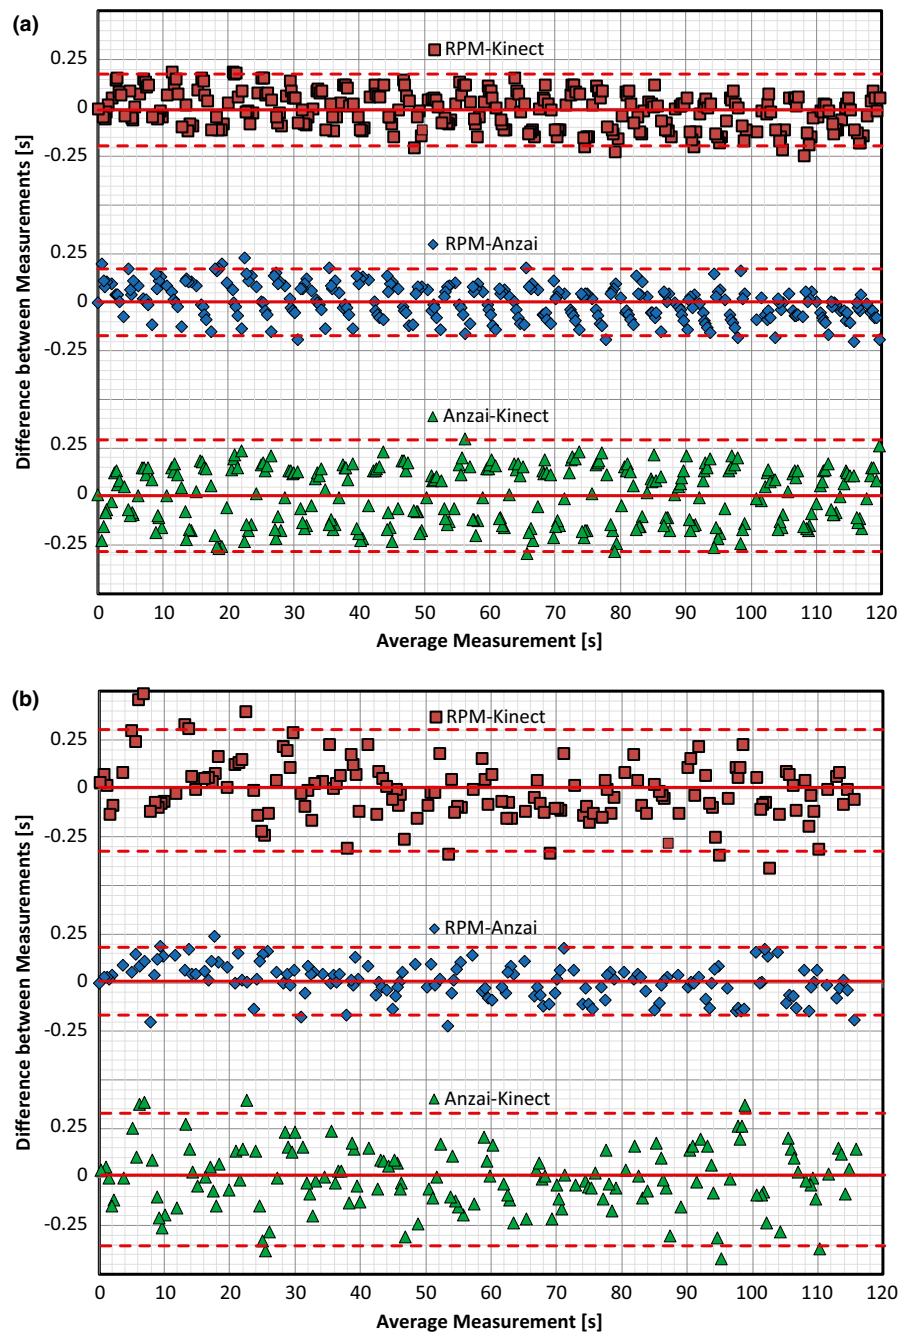 (a)
RPM-Kinect
0.25
0
-0.25
RPM-Anzai
0.25
0
-0.25
Anzai-Kinect
0.25
0
-0.25
Difference between Measurements [s]
0 10 20 30 40 50 60 70 80 90 100 110 120
Average Measurement [s]
(b)
RPM-Kinect
0.25
0
-0.25
RPM-Anzai
0.25
0
-0.25
Anzai-Kinect
0.25
0
-0.25
Difference between Measurements [s]
0 10 20 30 40 50 60 70 80 90 100 110 120
Average Measurement [s]